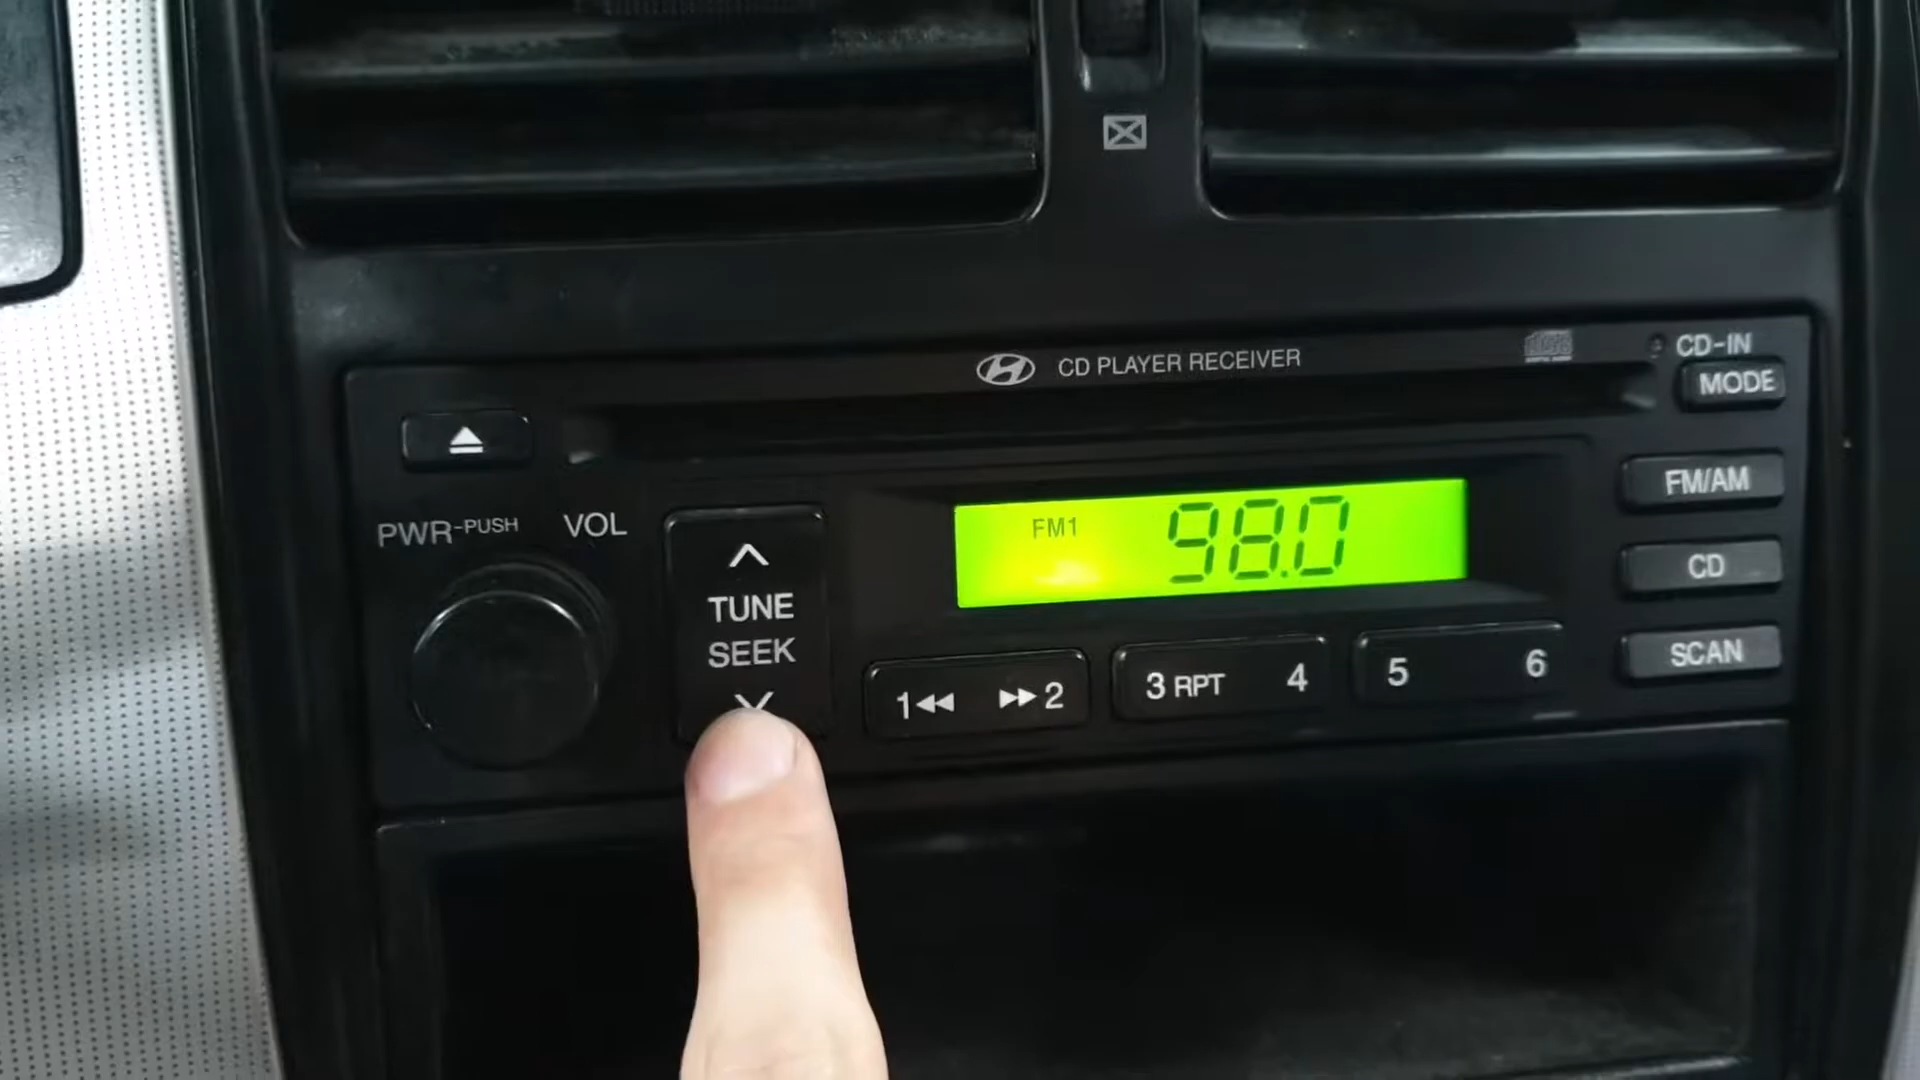 CD PLAYER RECEIVER
CD-IN
MODE
PWR-PUSH VOL
TUNE
SEEK
FM1 98.0
FM/AM
CD
SCAN
1 2
3 RPT 4
5 6